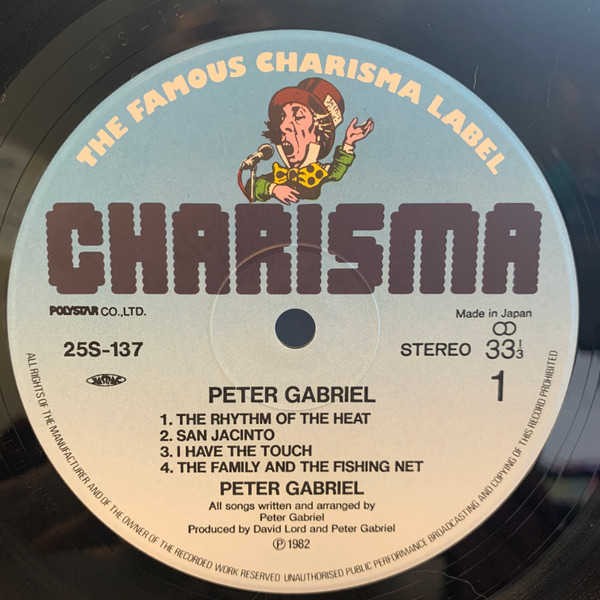 THE FAMOUS CHARISMA LABEL
CHARISMA
POLYSTAR CO.,LTD.
Made in Japan
25S-137
STEREO 33 1/3
1
PETER GABRIEL
1. THE RHYTHM OF THE HEAT
2. SAN JACINTO
3. I HAVE THE TOUCH
4. THE FAMILY AND THE FISHING NET
PETER GABRIEL
All songs written and arranged by
Peter Gabriel
Produced by David Lord and Peter Gabriel
Ⓟ 1982
ALL RIGHTS OF THE MANUFACTURER AND OF THE OWNER OF THE RECORDED WORK RESERVED UNAUTHORISED PUBLIC PERFORMANCE BROADCASTING AND COPYING OF THIS RECORD PROHIBITED